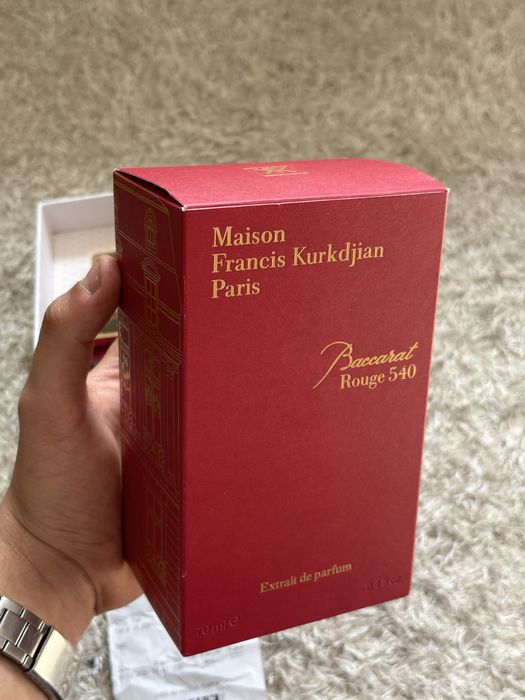 Maison
Francis Kurkdjian
Paris
Baccarat
Rouge 540
Extrait de parfum
70 ml ℮
2.4 fl. oz.